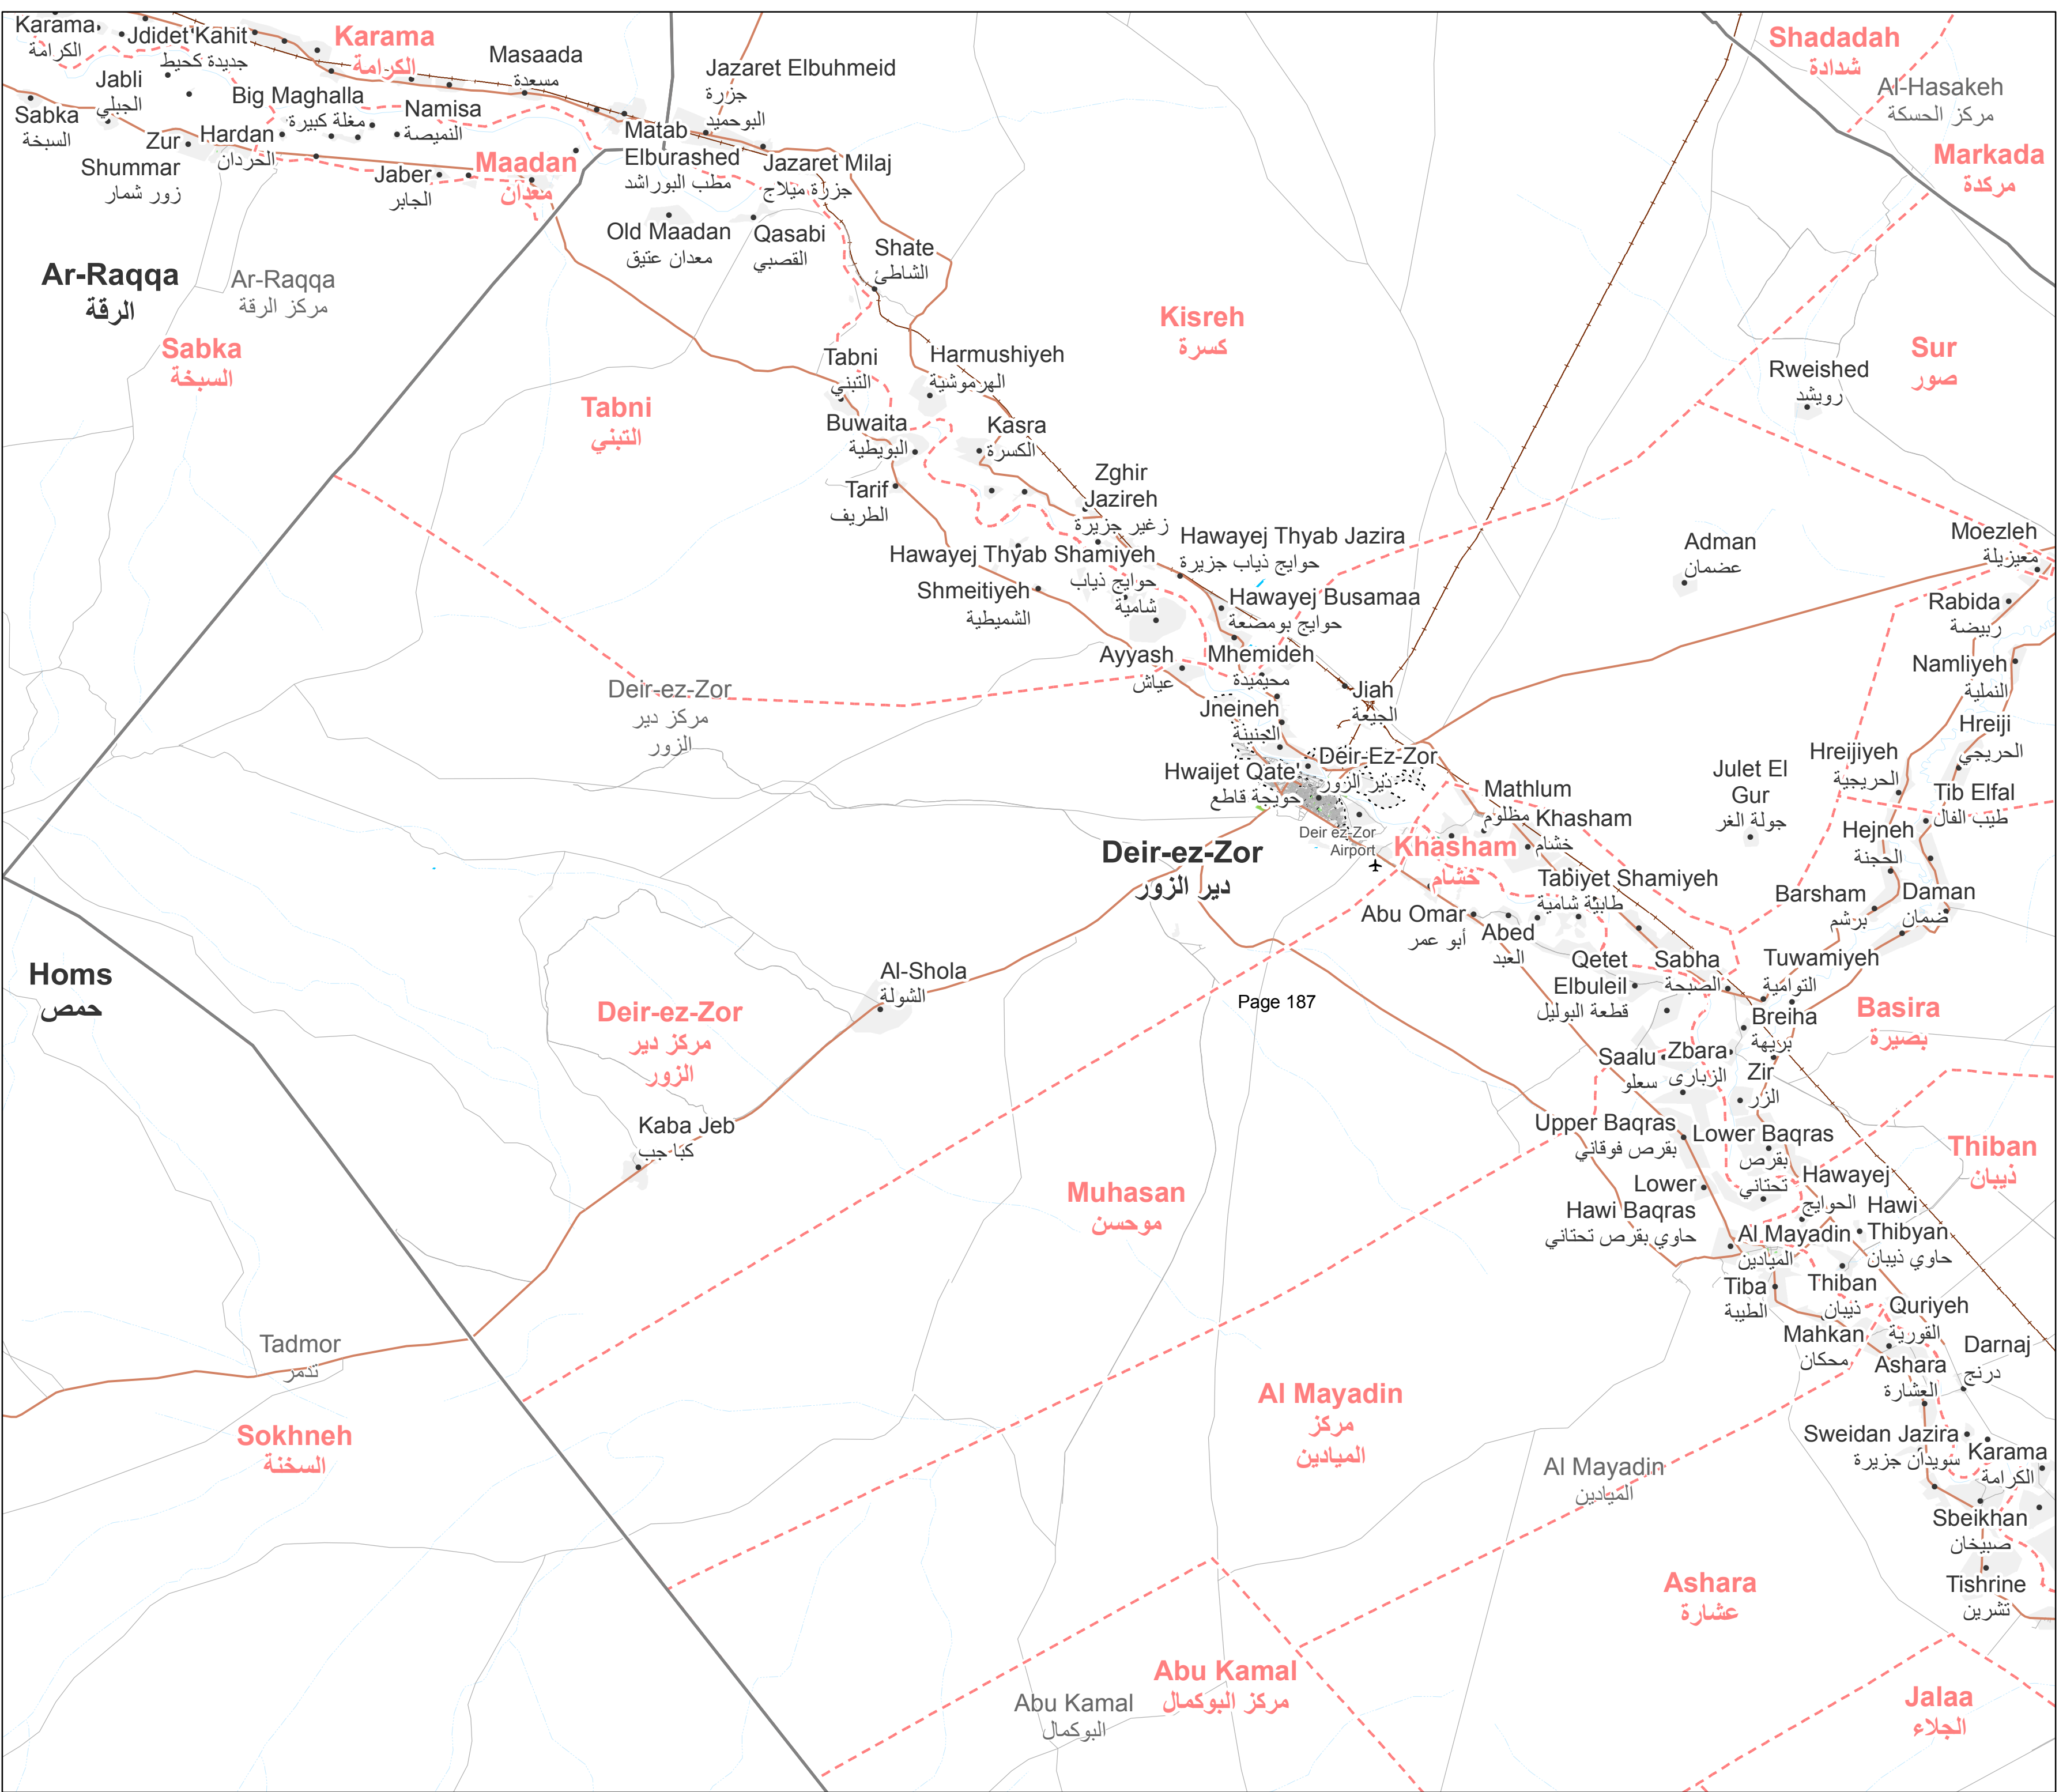 Karama
الكرامة
Jdidet Kahit
جديدة كحيط
Karama
الكرامة
Masaada
مسعدة
Jazaret Elbuhmeid
جزرة
البوحميد
Shadadah
شدادة
Al-Hasakeh
مركز الحسكة
Jabli
الجبلي
Big Maghalla
مغلة كبيرة
Namisa
النميصة
Sabka
السبخة
Zur
Shummar
زور شمار
Hardan
الخردان
Jaber
الجابر
Maadan
معدان
Matab
Elburashed
مطب البوراشد
Jazaret Milaj
جزرة ميلاج
Markada
مركدة
Old Maadan
معدان عتيق
Qasabi
القصبي
Shate
الشاطئ
Ar-Raqqa
الرقة
Ar-Raqqa
مركز الرقة
Sabka
السبخة
Kisreh
كسرة
Sur
صور
Rweished
رويشد
Tabni
التبني
Tabni
التبني
Harmushiyeh
الهرموشية
Buwaita
البويطية
Kasra
الكسرة
Tarif
الطريف
Zghir
Jazireh
زغير جزيرة
Hawayej Thyab Jazira
حوايج ذياب جزيرة
Hawayej Thyab Shamiyeh
حوايج ذياب
شامية
Adman
عضمان
Moezleh
معيزيلة
Shmeitiyeh
الشميطية
Hawayej Busamaa
حوايج بومصعة
Rabida
ربيضة
Ayyash
عياش
Mhemideh
محيميدة
Namliyeh
النملية
Deir-ez-Zor
مركز دير
الزور
Jiah
الجيعة
Jneineh
الجنينة
Hreiji
الحريجي
Hreijiyeh
الحريجية
Deir-Ez-Zor
دير الزور
Hwaijet Qate'
حويجة قاطع
Julet El
Gur
جولة الغر
Tib Elfal
طيب الفال
Mathlum
مظلوم
Khasham
خشام
Deir ez-Zor
Airport
Khasham
خشام
Hejneh
الحجنة
Deir-ez-Zor
دير الزور
Tabiyet Shamiyeh
طابية شامية
Barsham
برشم
Daman
ضمان
Abu Omar
أبو عمر
Abed
العبد
Homs
حمص
Al-Shola
الشولة
Qetet
Elbuleil
قطعة البوليل
Sabha
الصبحة
Tuwamiyeh
التوامية
Page 187
Basira
بصيرة
Deir-ez-Zor
مركز دير
الزور
Breiha
بريهة
Saalu
سعلو
Zbara
الزبارى
Zir
الزر
Kaba Jeb
كبا جب
Upper Baqras
بقرص فوقاني
Lower Baqras
بقرص
تحتاني
Thiban
ذيبان
Muhasan
موحسن
Hawayej
الحوايج
Lower
Hawi Baqras
حاوي بقرص تحتاني
Hawi
Thibyan
حاوي ذيبان
Al Mayadin
الميادين
Tiba
الطيبة
Thiban
ذيبان
Quriyeh
القورية
Tadmor
تدمر
Mahkan
محكان
Darnaj
درنج
Ashara
العشارة
Al Mayadin
مركز
الميادين
Sokhneh
السخنة
Sweidan Jazira
سويدان جزيرة
Karama
الكرامة
Al Mayadin
الميادين
Sbeikhan
صبيخان
Ashara
عشارة
Tishrine
تشرين
Abu Kamal
مركز البوكمال
Abu Kamal
البوكمال
Jalaa
الجلاء